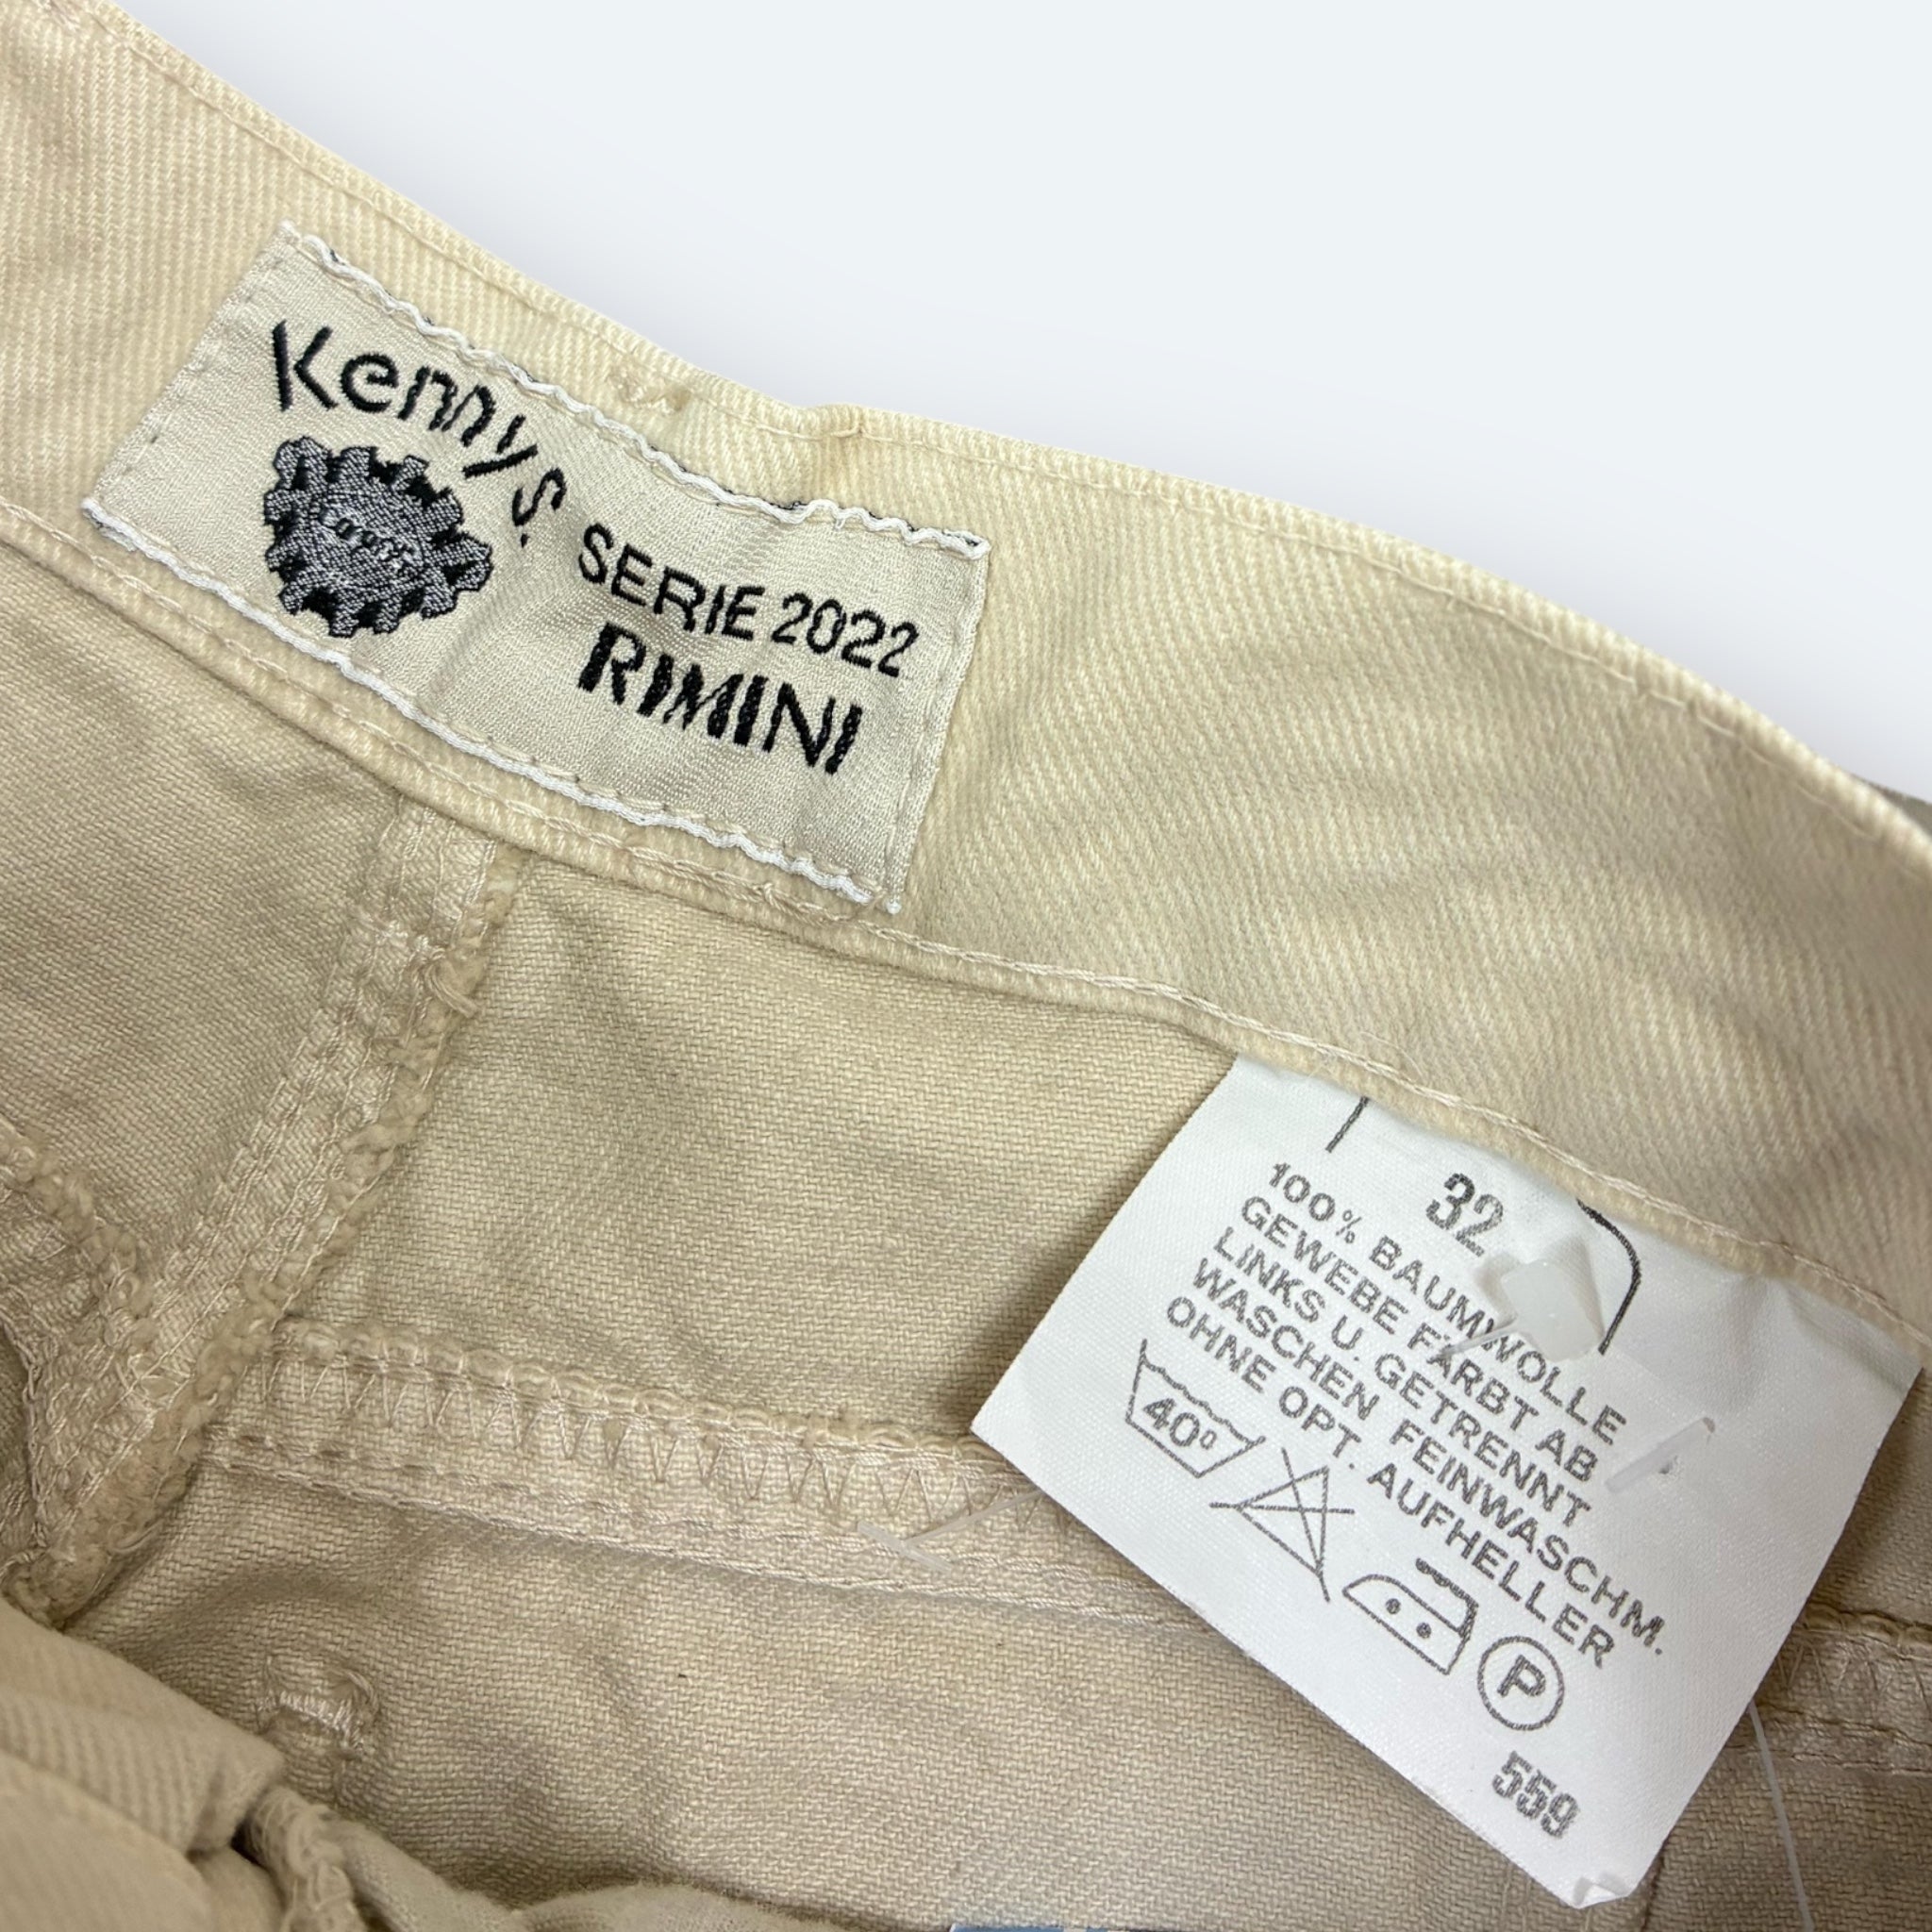 Kenny S.
SERIE 2022
RIMINI
32
100% BAUMWOLLE
GEWEBE FÄRBT AB
LINKS U. GETRENNT
WASCHEN FEINWASCHM.
OHNE OPT. AUFHELLER
40°
P
559